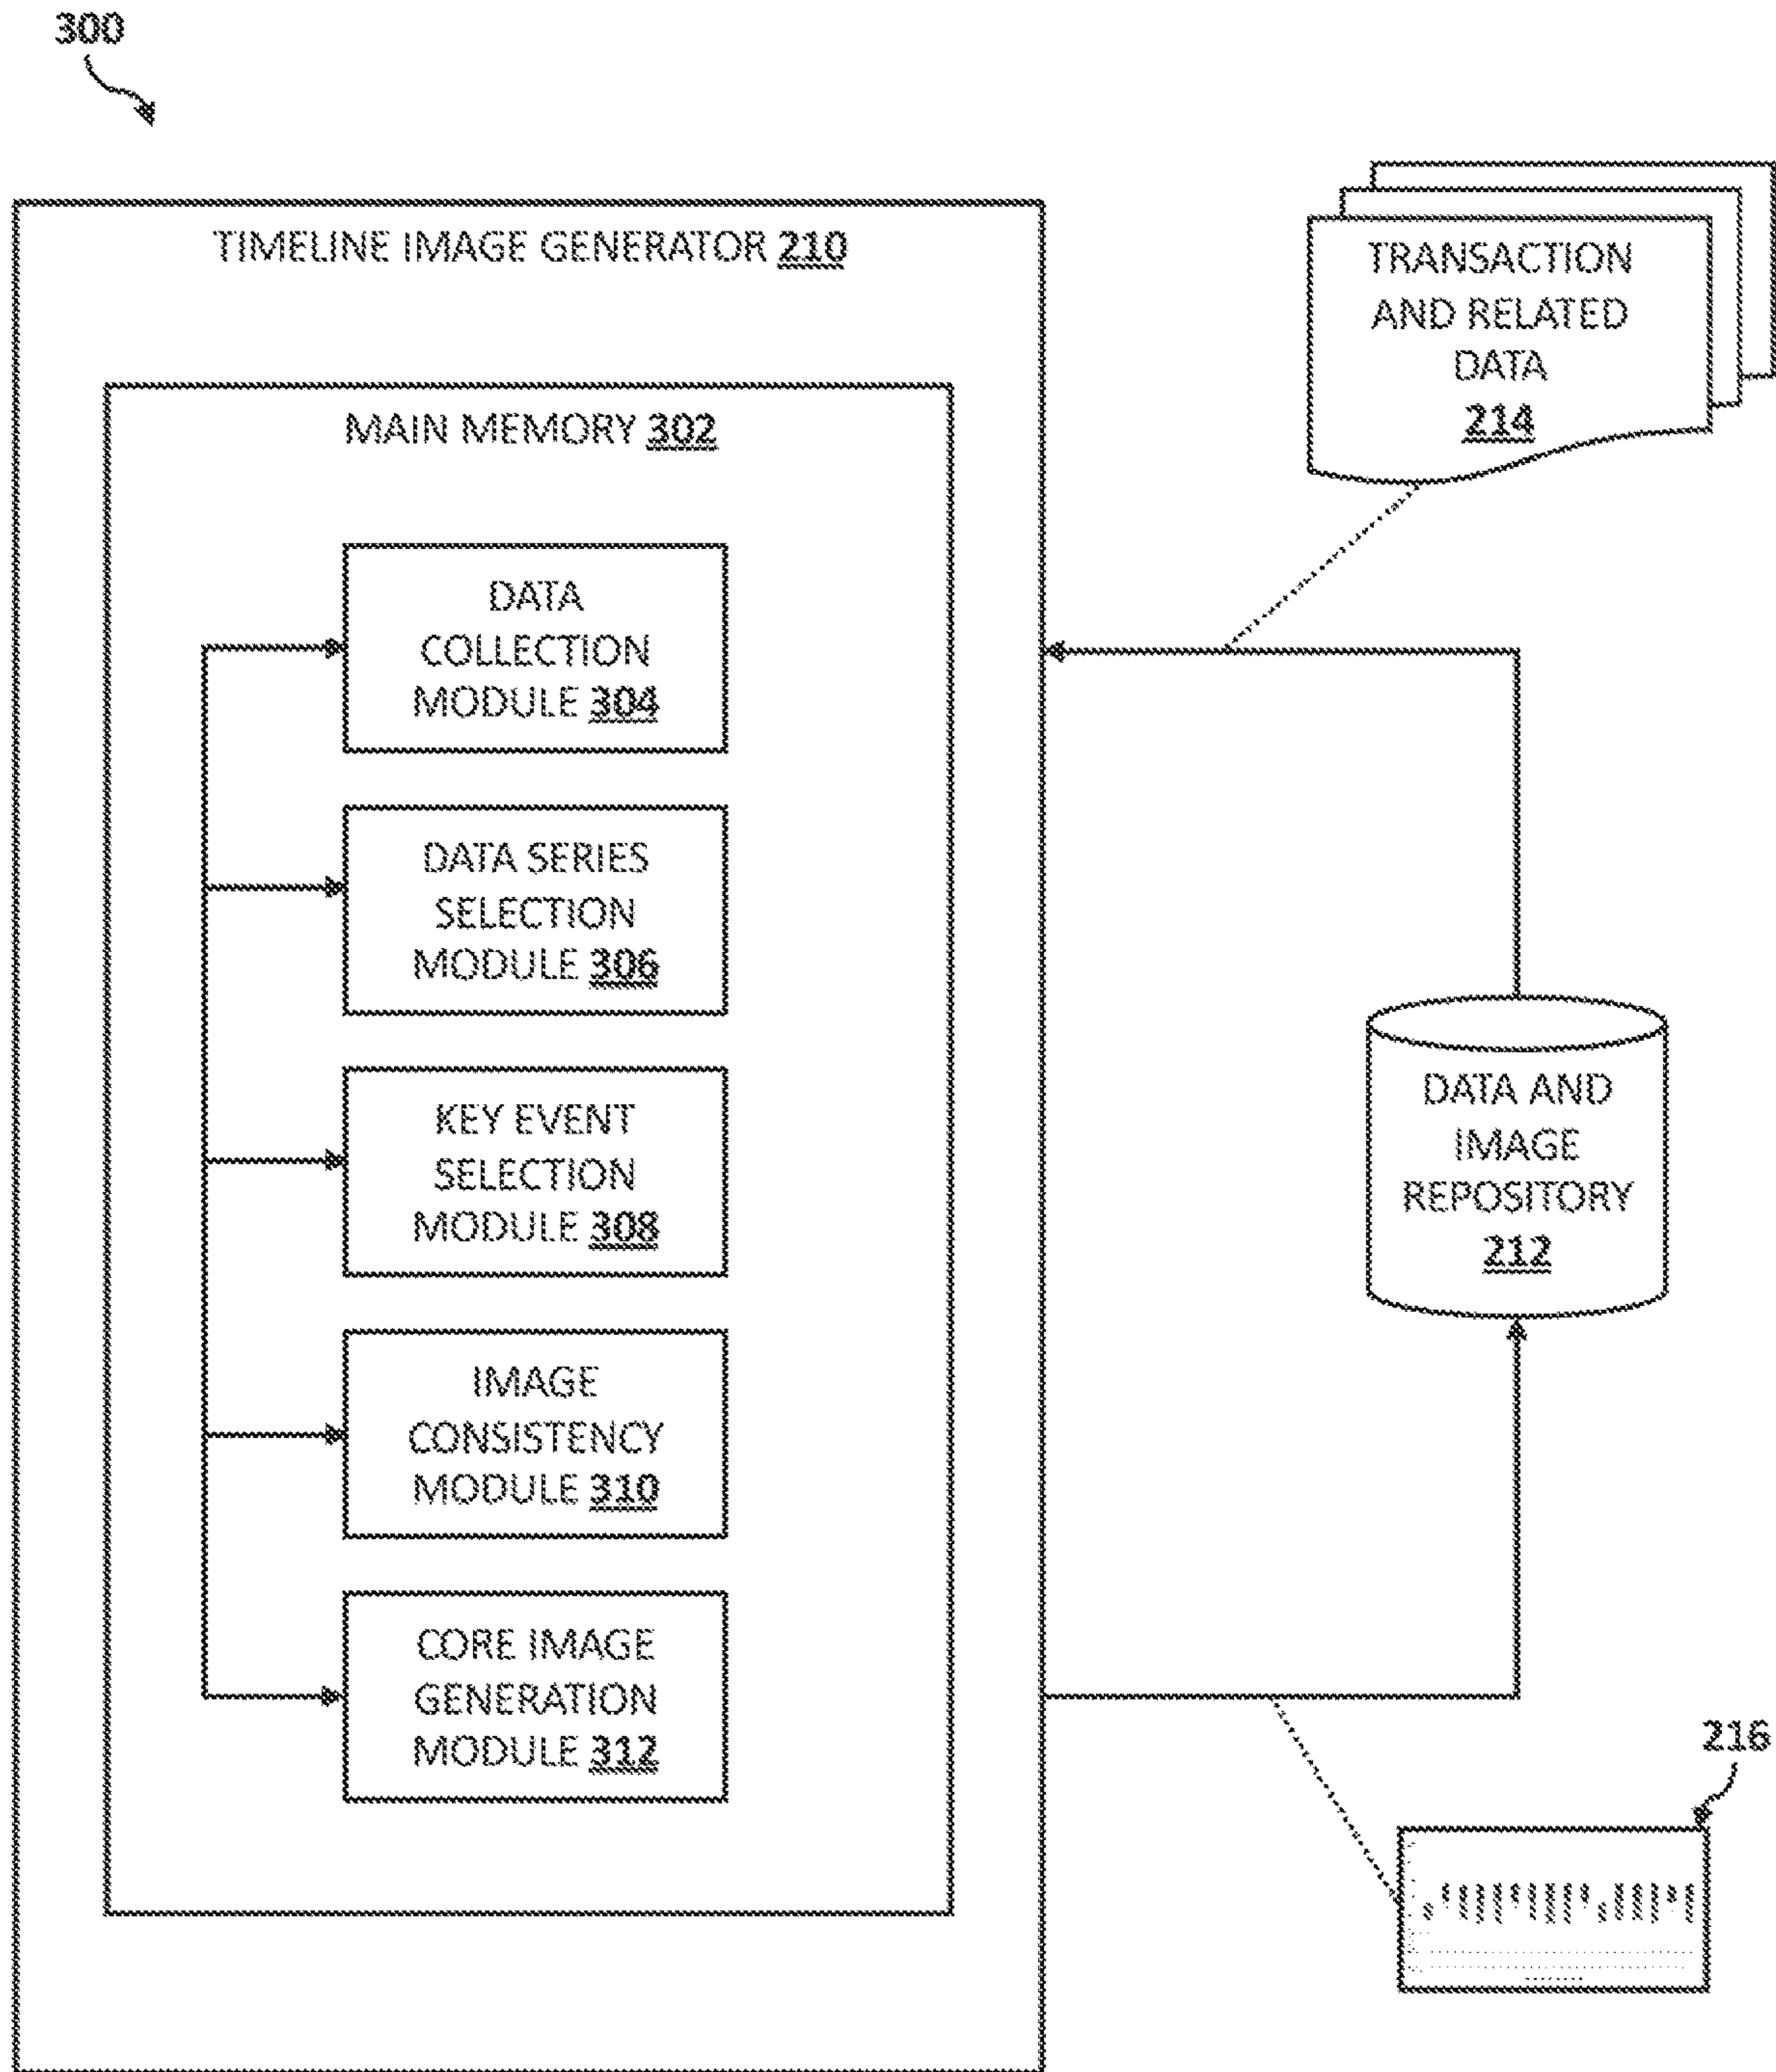 300
TIMELINE IMAGE GENERATOR 210
MAIN MEMORY 302
DATA
COLLECTION
MODULE 304
DATA SERIES
SELECTION
MODULE 306
KEY EVENT
SELECTION
MODULE 308
IMAGE
CONSISTENCY
MODULE 310
CORE IMAGE
GENERATION
MODULE 312
TRANSACTION
AND RELATED
DATA
214
DATA AND
IMAGE
REPOSITORY
212
216